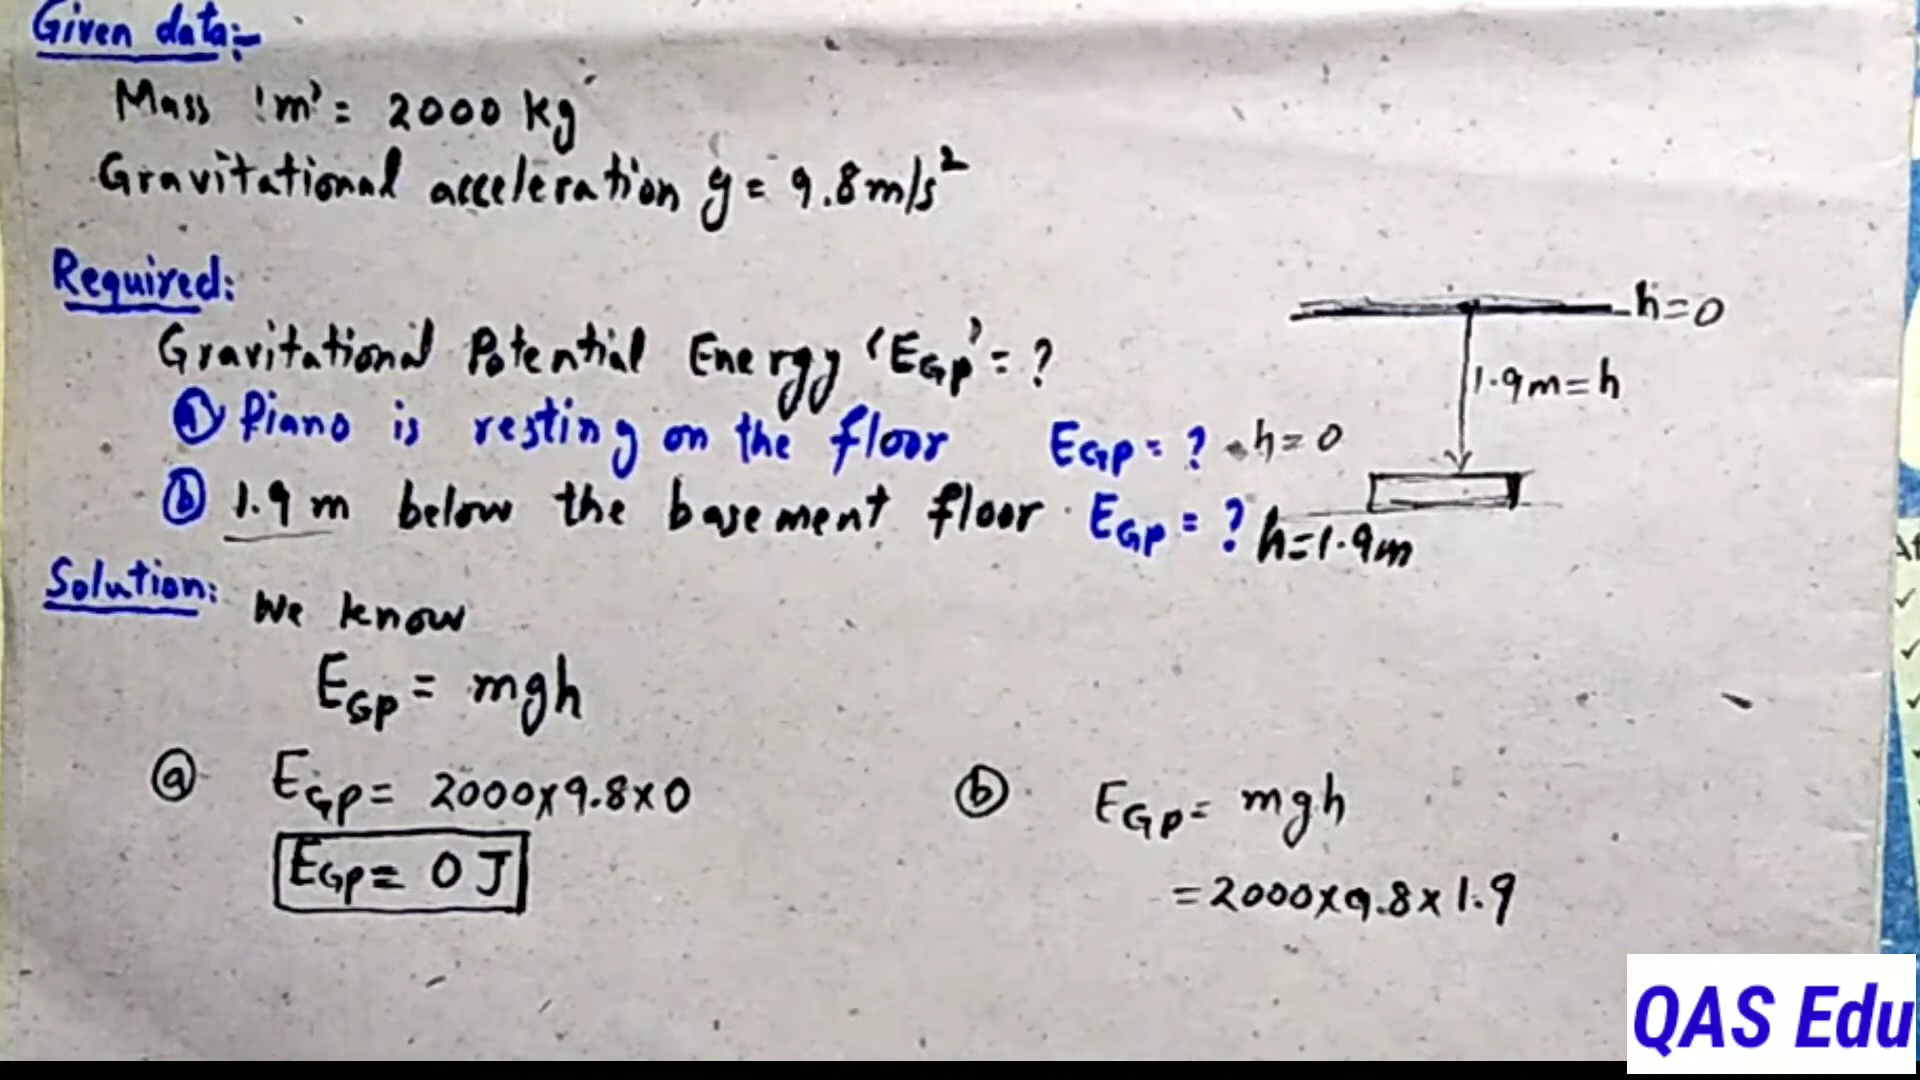 Given data:-
Mass 'm' = 2000 kg
Gravitational acceleration g = 9.8 m/s²
Required:
Gravitational Potential Energy 'EGP' = ?
ⓐ Piano is resting on the floor EGP = ? h = 0
ⓑ 1.9 m below the basement floor. EGP = ? h = 1.9m
h = 0
1.9m = h
Solution: We know
EGP = mgh
ⓐ EGP = 2000×9.8×0
EGP = 0 J
ⓑ EGP = mgh
= 2000×9.8×1.9
QAS Edu